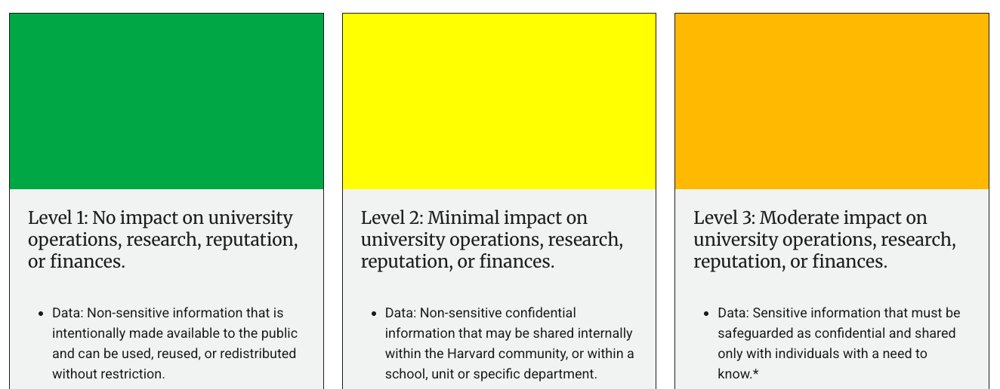 Level 1: No impact on university
operations, research, reputation,
or finances.
• Data: Non-sensitive information that is
intentionally made available to the public
and can be used, reused, or redistributed
without restriction.
Level 2: Minimal impact on
university operations, research,
reputation, or finances.
• Data: Non-sensitive confidential
information that may be shared internally
within the Harvard community, or within a
school, unit or specific department.
Level 3: Moderate impact on
university operations, research,
reputation, or finances.
• Data: Sensitive information that must be
safeguarded as confidential and shared
only with individuals with a need to
know.*